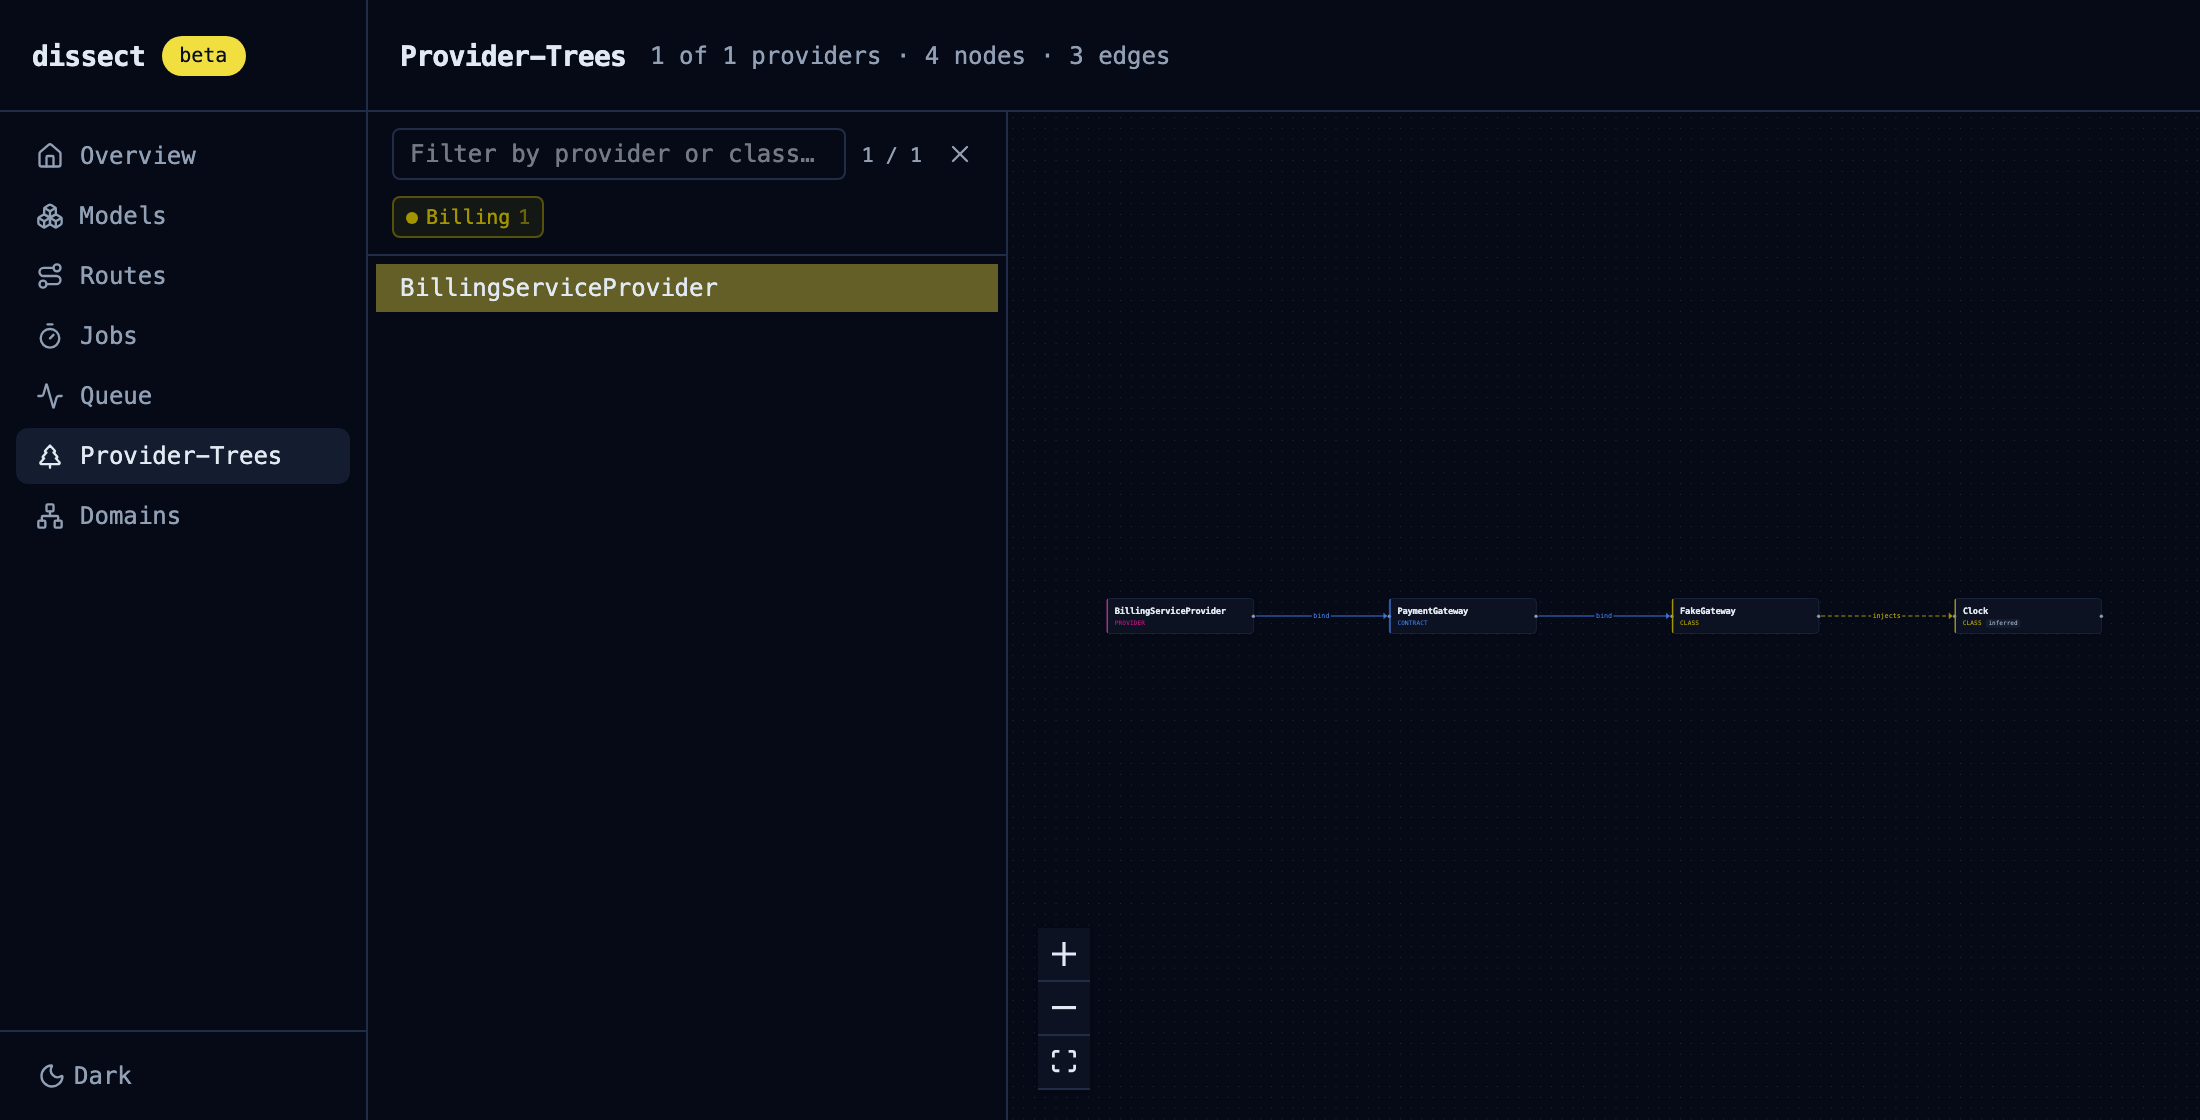 dissect beta
Provider-Trees 1 of 1 providers · 4 nodes · 3 edges
Overview
Models
Routes
Jobs
Queue
Provider-Trees
Domains
Dark
Filter by provider or class…
1 / 1
Billing 1
BillingServiceProvider
BillingServiceProvider
PROVIDER
bind
PaymentGateway
CONTRACT
bind
FakeGateway
CLASS
injects
Clock
CLASS inferred